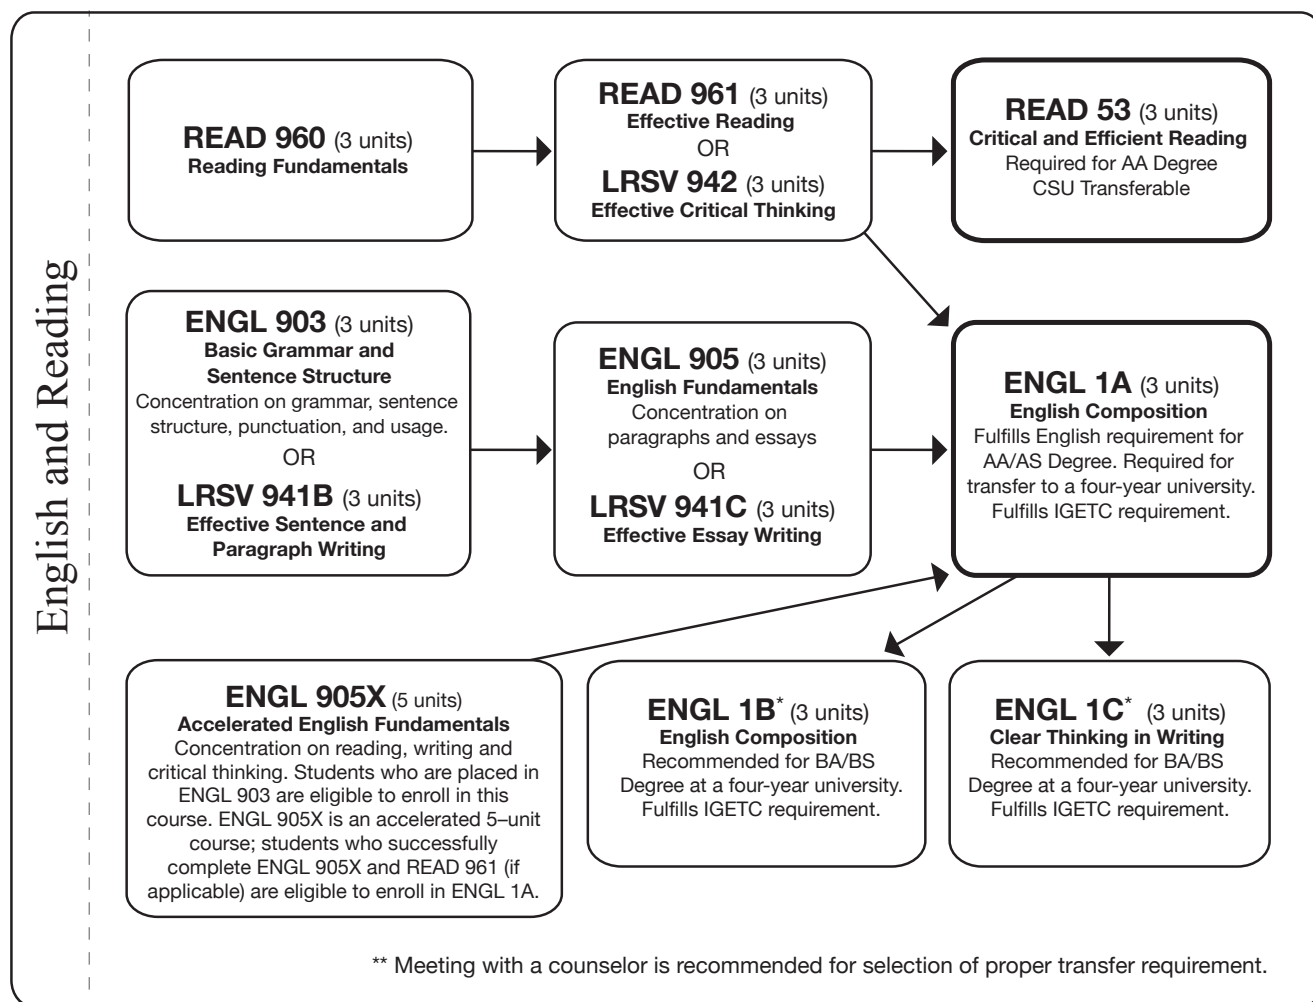 English and Reading
READ 960 (3 units)
Reading Fundamentals
READ 961 (3 units)
Effective Reading
OR
LRSV 942 (3 units)
Effective Critical Thinking
READ 53 (3 units)
Critical and Efficient Reading
Required for AA Degree
CSU Transferable
ENGL 903 (3 units)
Basic Grammar and
Sentence Structure
Concentration on grammar, sentence
structure, punctuation, and usage.
OR
LRSV 941B (3 units)
Effective Sentence and
Paragraph Writing
ENGL 905 (3 units)
English Fundamentals
Concentration on
paragraphs and essays
OR
LRSV 941C (3 units)
Effective Essay Writing
ENGL 1A (3 units)
English Composition
Fulfills English requirement for
AA/AS Degree. Required for
transfer to a four-year university.
Fulfills IGETC requirement.
ENGL 905X (5 units)
Accelerated English Fundamentals
Concentration on reading, writing and
critical thinking. Students who are placed in
ENGL 903 are eligible to enroll in this
course. ENGL 905X is an accelerated 5–unit
course; students who successfully
complete ENGL 905X and READ 961 (if
applicable) are eligible to enroll in ENGL 1A.
ENGL 1B* (3 units)
English Composition
Recommended for BA/BS
Degree at a four-year university.
Fulfills IGETC requirement.
ENGL 1C* (3 units)
Clear Thinking in Writing
Recommended for BA/BS
Degree at a four-year university.
Fulfills IGETC requirement.
** Meeting with a counselor is recommended for selection of proper transfer requirement.